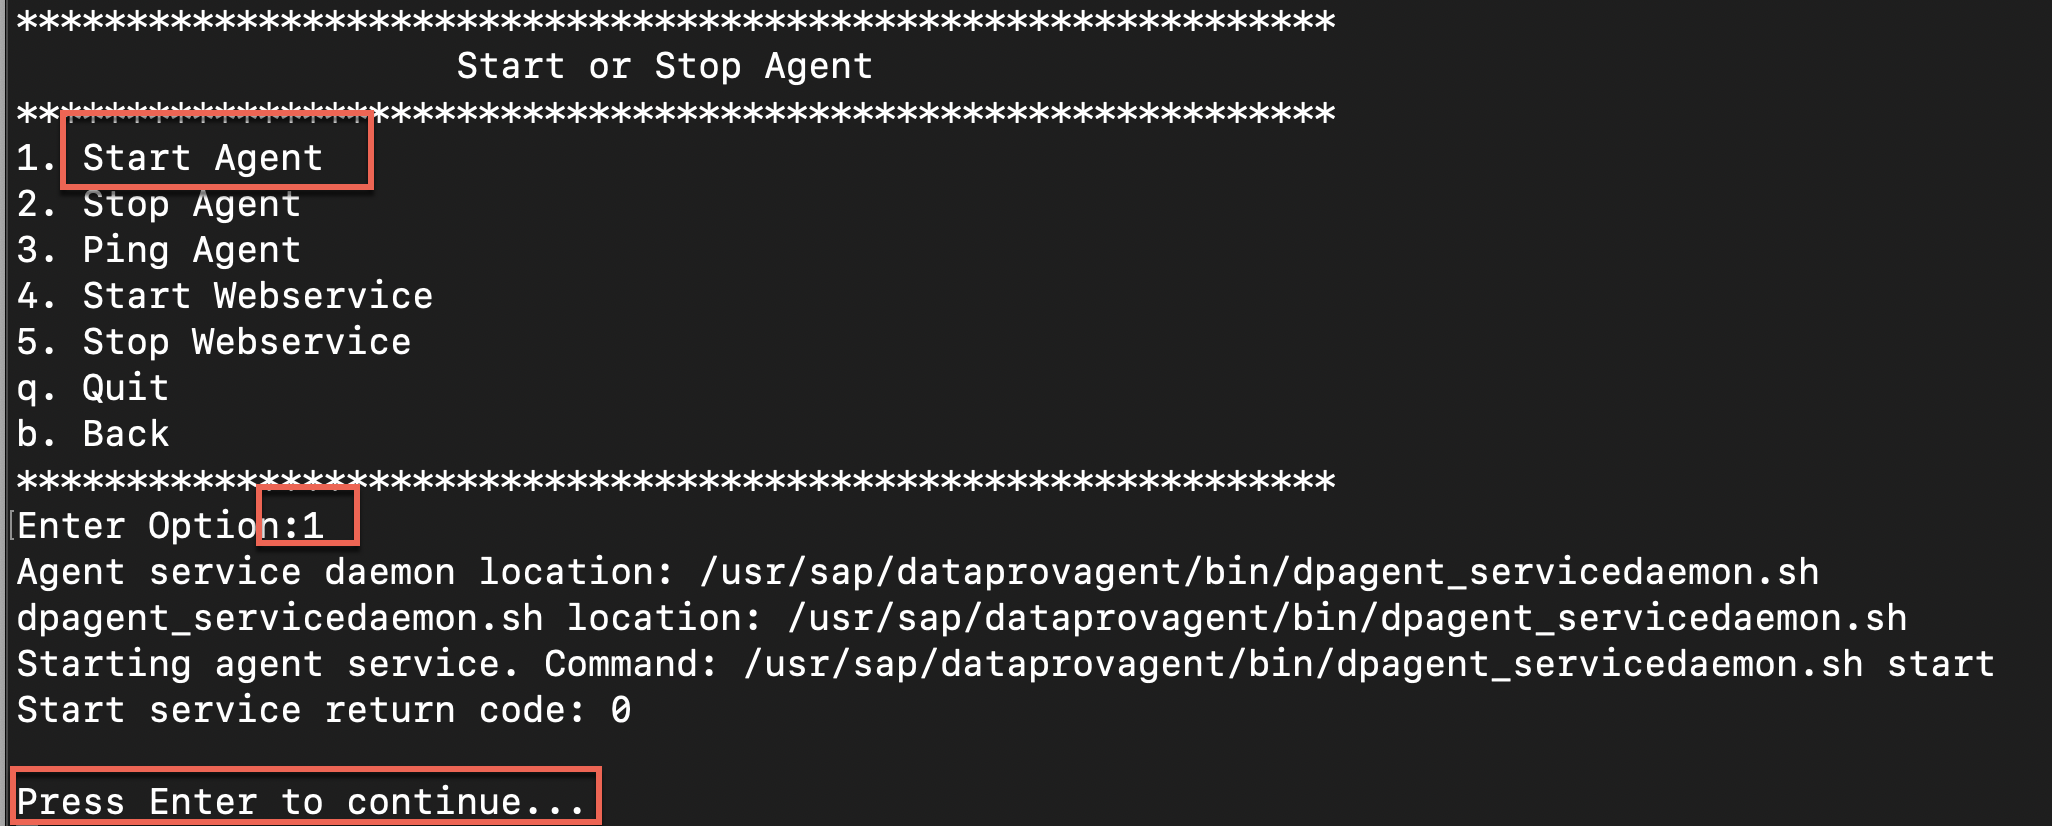 ************************************************************
Start or Stop Agent
************************************************************
1. Start Agent
2. Stop Agent
3. Ping Agent
4. Start Webservice
5. Stop Webservice
q. Quit
b. Back
************************************************************
Enter Option:1
Agent service daemon location: /usr/sap/dataprovagent/bin/dpagent_servicedaemon.sh
dpagent_servicedaemon.sh location: /usr/sap/dataprovagent/bin/dpagent_servicedaemon.sh
Starting agent service. Command: /usr/sap/dataprovagent/bin/dpagent_servicedaemon.sh start
Start service return code: 0
Press Enter to continue...